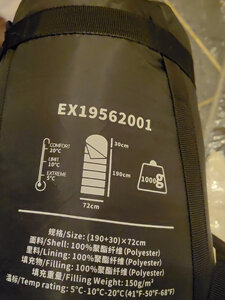 EX19562001
COMFORT
20°C
LIMIT
10°C
EXTREME
5°C
30cm
190cm
72cm
1000g
规格/Size: (190+30)×72cm
面料/Shell: 100%聚酯纤维 (Polyester)
里料/Lining: 100%聚酯纤维 (Polyester)
填充物/Filling: 100%聚酯纤维 (Polyester)
填充重量/Filling Weight: 150g/m²
温标/Temp rating: 5°C-10°C-20°C (41°F-50°F-68°F)